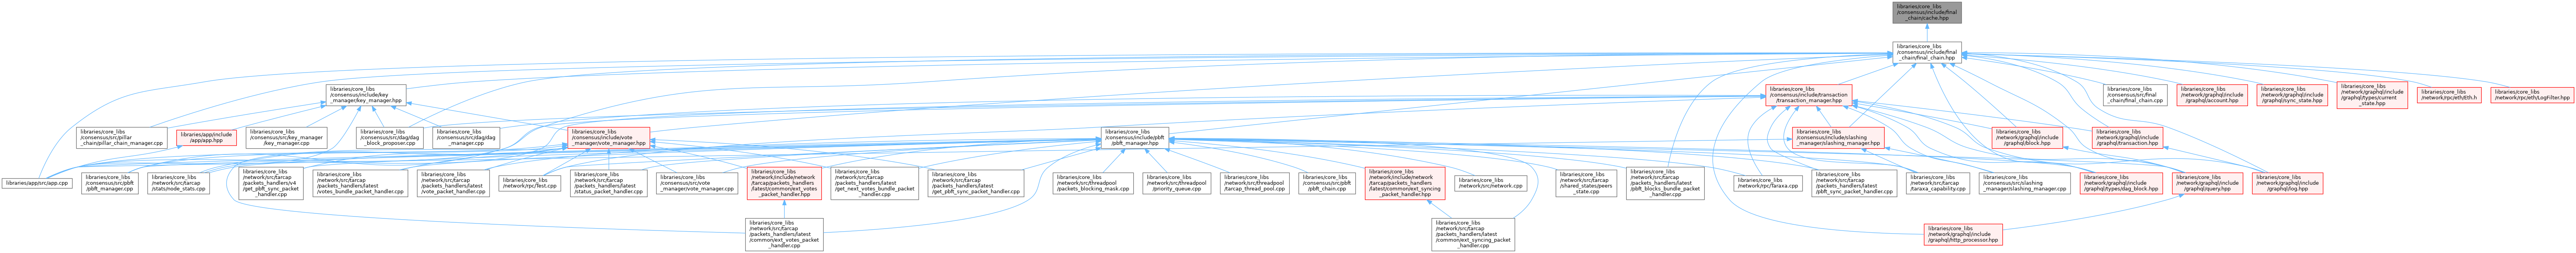 libraries/core_libs
/consensus/include/final
_chain/cache.hpp
libraries/core_libs
/consensus/include/final
_chain/final_chain.hpp
libraries/core_libs
/consensus/include/key
_manager/key_manager.hpp
libraries/core_libs
/consensus/include/transaction
/transaction_manager.hpp
libraries/core_libs
/consensus/src/final
_chain/final_chain.cpp
libraries/core_libs
/network/graphql/include
/graphql/account.hpp
libraries/core_libs
/network/graphql/include
/graphql/sync_state.hpp
libraries/core_libs
/network/graphql/include
/graphql/types/current
_state.hpp
libraries/core_libs
/network/rpc/eth/Eth.h
libraries/core_libs
/network/rpc/eth/LogFilter.hpp
libraries/core_libs
/consensus/src/pillar
_chain/pillar_chain_manager.cpp
libraries/app/include
/app/app.hpp
libraries/core_libs
/consensus/src/key_manager
/key_manager.cpp
libraries/core_libs
/consensus/src/dag/dag
_block_proposer.cpp
libraries/core_libs
/consensus/src/dag/dag
_manager.cpp
libraries/core_libs
/consensus/include/vote
_manager/vote_manager.hpp
libraries/core_libs
/consensus/include/pbft
/pbft_manager.hpp
libraries/core_libs
/consensus/include/slashing
_manager/slashing_manager.hpp
libraries/core_libs
/network/graphql/include
/graphql/block.hpp
libraries/core_libs
/network/graphql/include
/graphql/transaction.hpp
libraries/app/src/app.cpp
libraries/core_libs
/consensus/src/pbft
/pbft_manager.cpp
libraries/core_libs
/network/src/tarcap
/stats/node_stats.cpp
libraries/core_libs
/network/src/tarcap
/packets_handlers/v4
/get_pbft_sync_packet
_handler.cpp
libraries/core_libs
/network/src/tarcap
/packets_handlers/latest
/votes_bundle_packet_handler.cpp
libraries/core_libs
/network/src/tarcap
/packets_handlers/latest
/vote_packet_handler.cpp
libraries/core_libs
/network/rpc/Test.cpp
libraries/core_libs
/network/src/tarcap
/packets_handlers/latest
/status_packet_handler.cpp
libraries/core_libs
/consensus/src/vote
_manager/vote_manager.cpp
libraries/core_libs
/network/include/network
/tarcap/packets_handlers
/latest/common/ext_votes
_packet_handler.hpp
libraries/core_libs
/network/src/tarcap
/packets_handlers/latest
/get_next_votes_bundle_packet
_handler.cpp
libraries/core_libs
/network/src/tarcap
/packets_handlers/latest
/get_pbft_sync_packet_handler.cpp
libraries/core_libs
/network/src/threadpool
/packets_blocking_mask.cpp
libraries/core_libs
/network/src/threadpool
/priority_queue.cpp
libraries/core_libs
/network/src/threadpool
/tarcap_thread_pool.cpp
libraries/core_libs
/consensus/src/pbft
/pbft_chain.cpp
libraries/core_libs
/network/include/network
/tarcap/packets_handlers
/latest/common/ext_syncing
_packet_handler.hpp
libraries/core_libs
/network/src/network.cpp
libraries/core_libs
/network/src/tarcap
/shared_states/peers
_state.cpp
libraries/core_libs
/network/src/tarcap
/packets_handlers/latest
/pbft_blocks_bundle_packet
_handler.cpp
libraries/core_libs
/network/rpc/Taraxa.cpp
libraries/core_libs
/network/src/tarcap
/packets_handlers/latest
/pbft_sync_packet_handler.cpp
libraries/core_libs
/network/src/tarcap
/taraxa_capability.cpp
libraries/core_libs
/consensus/src/slashing
_manager/slashing_manager.cpp
libraries/core_libs
/network/graphql/include
/graphql/types/dag_block.hpp
libraries/core_libs
/network/graphql/include
/graphql/query.hpp
libraries/core_libs
/network/graphql/include
/graphql/log.hpp
libraries/core_libs
/network/src/tarcap
/packets_handlers/latest
/common/ext_votes_packet
_handler.cpp
libraries/core_libs
/network/src/tarcap
/packets_handlers/latest
/common/ext_syncing_packet
_handler.cpp
libraries/core_libs
/network/graphql/include
/graphql/http_processor.hpp